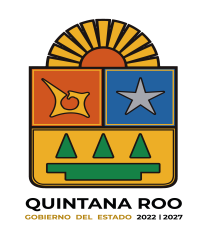 QUINTANA ROO
GOBIERNO DEL ESTADO 2022 | 2027